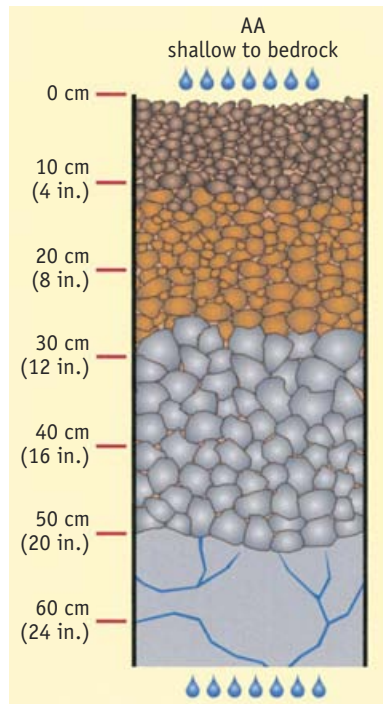 AA
shallow to bedrock
0 cm
10 cm
(4 in.)
20 cm
(8 in.)
30 cm
(12 in.)
40 cm
(16 in.)
50 cm
(20 in.)
60 cm
(24 in.)